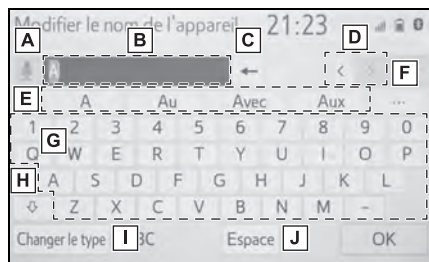 Modifier le nom de l'appareil 21:23
A B C D
A ← < >
F
E A Au Avec Aux ...
1 2 3 4 5 6 7 8 9 0
Q G W E R T Y U I O P
H A S D F G H J K L
Z X C V B N M -
Changer le type I BC Espace J OK